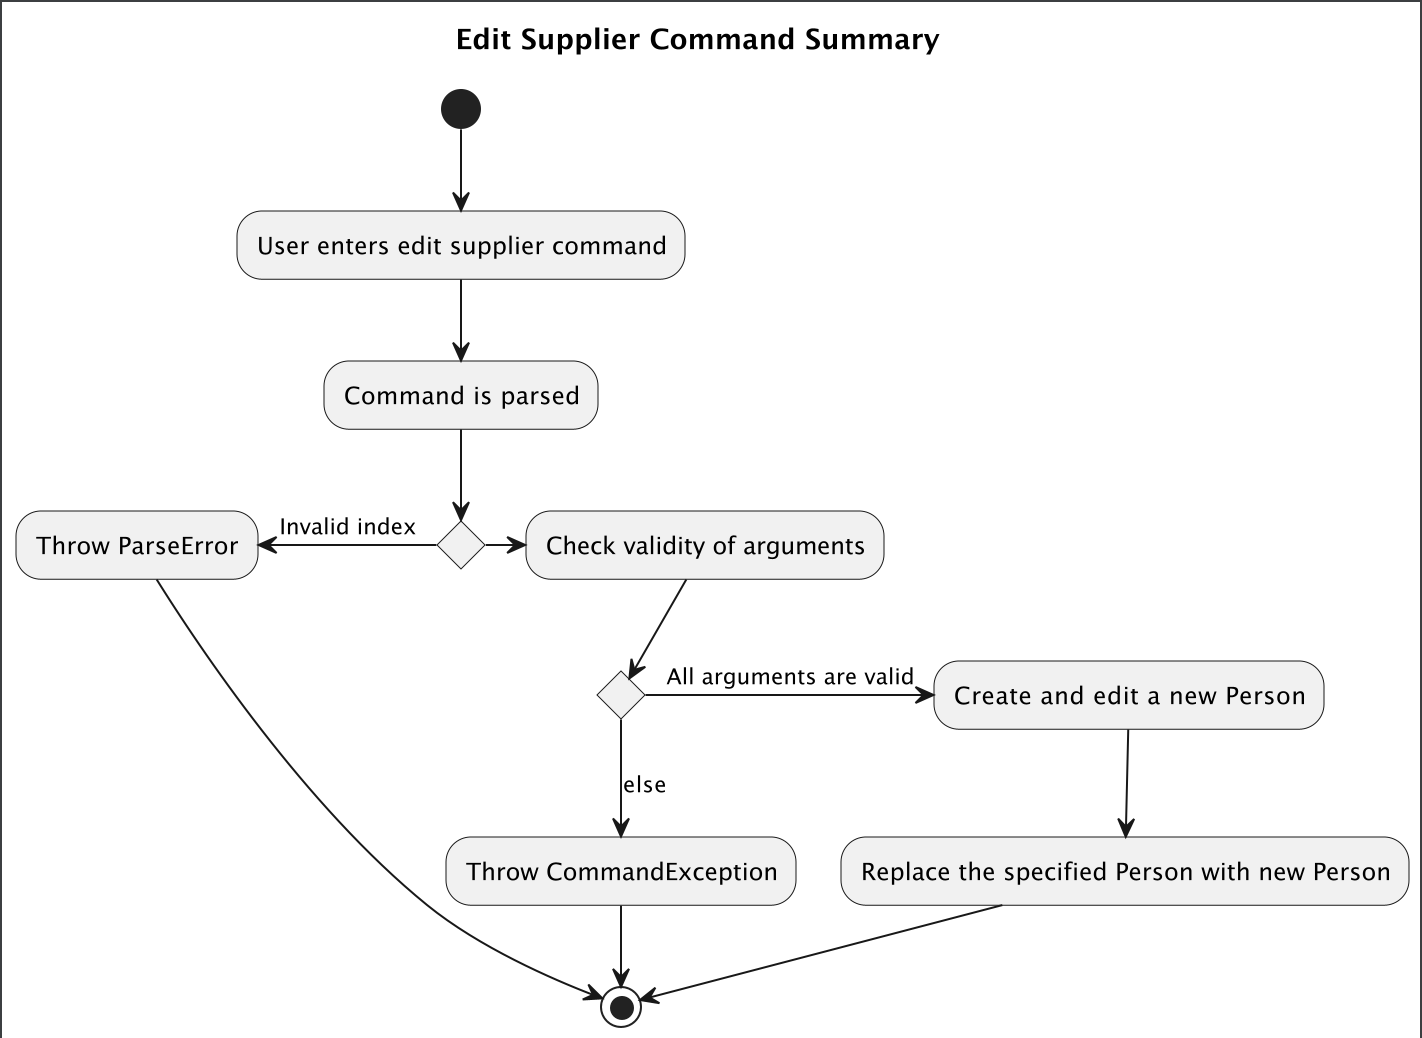 Edit Supplier Command Summary
User enters edit supplier command
Command is parsed
Invalid index
Throw ParseError
Check validity of arguments
All arguments are valid
Create and edit a new Person
else
Throw CommandException
Replace the specified Person with new Person